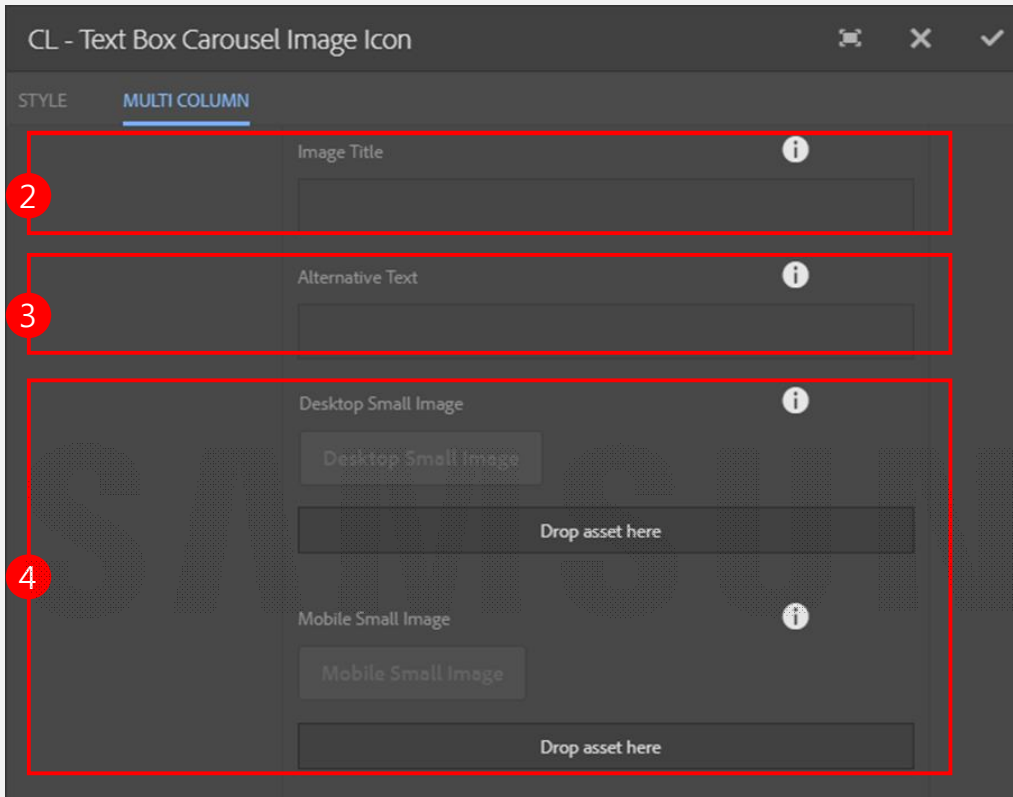 CL - Text Box Carousel Image Icon
STYLE MULTI COLUMN
Image Title
2
Alternative Text
3
Desktop Small Image
Desktop Small Image
Drop asset here
4
Mobile Small Image
Mobile Small Image
Drop asset here
SAMSUN